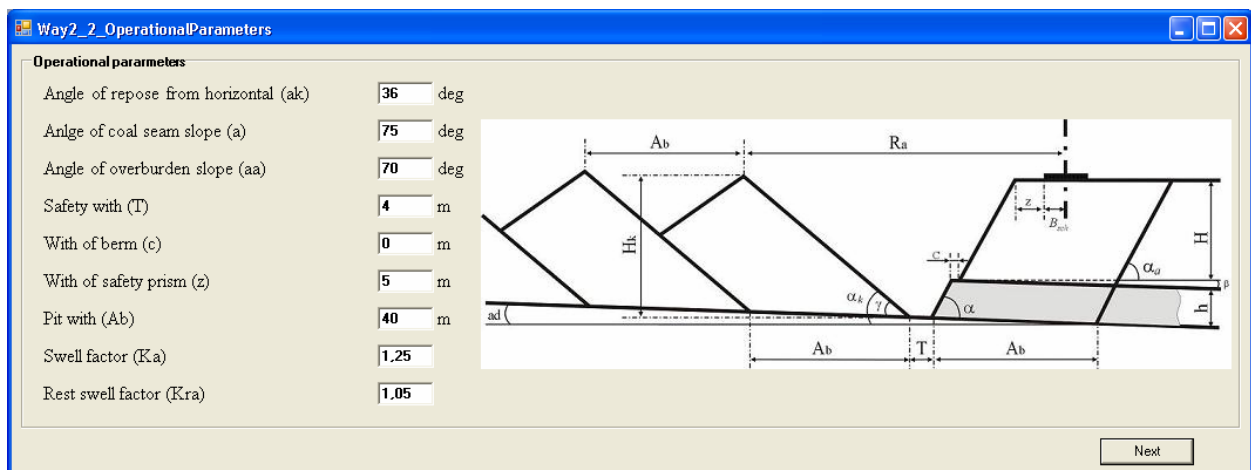 Way2_2_OperationalParameters
Operational pararmeters
Angle of repose from horizontal (ak) 36 deg
Anlge of coal seam slope (a) 75 deg
Angle of overburden slope (aa) 70 deg
Safety with (T) 4 m
With of berm (c) 0 m
With of safety prism (z) 5 m
Pit with (Ab) 40 m
Swell factor (Ka) 1,25
Rest swell factor (Kra) 1,05
Ab
Ra
Hk
z
H
C
αa
β
αk
γ
α
h
ad
Ab
T
Ab
Next